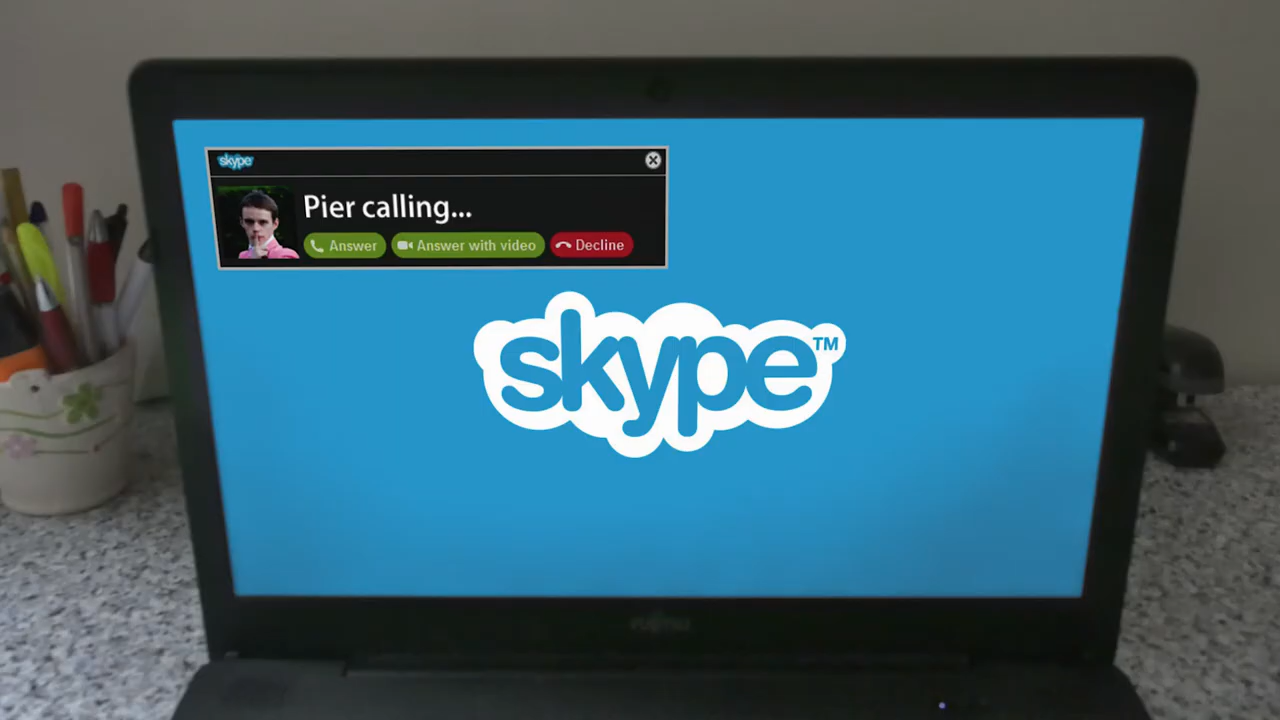 skype
Pier calling...
Answer
Answer with video
Decline
skype™